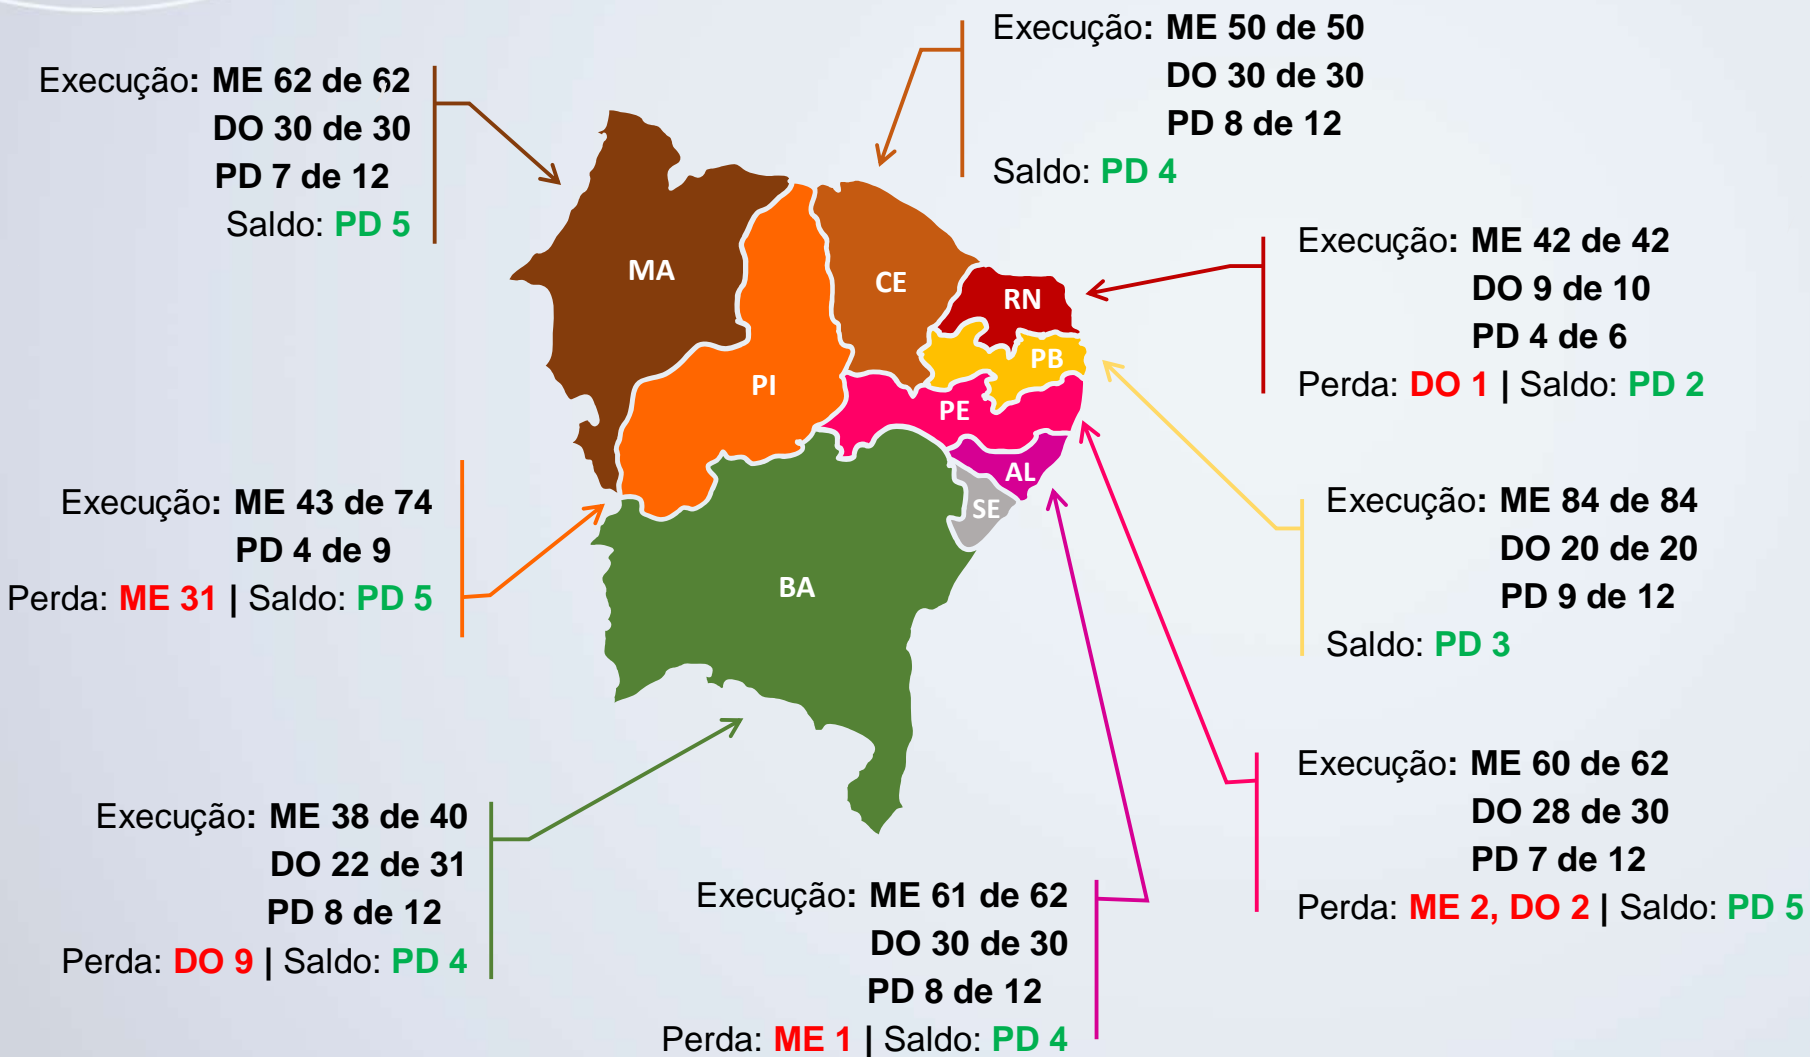 Execução: ME 62 de 62
DO 30 de 30
PD 7 de 12
Saldo: PD 5
Execução: ME 50 de 50
DO 30 de 30
PD 8 de 12
Saldo: PD 4
Execução: ME 42 de 42
DO 9 de 10
PD 4 de 6
Perda: DO 1 | Saldo: PD 2
MA
CE
RN
PB
PI
PE
AL
SE
BA
Execução: ME 43 de 74
PD 4 de 9
Perda: ME 31 | Saldo: PD 5
Execução: ME 84 de 84
DO 20 de 20
PD 9 de 12
Saldo: PD 3
Execução: ME 38 de 40
DO 22 de 31
PD 8 de 12
Perda: DO 9 | Saldo: PD 4
Execução: ME 61 de 62
DO 30 de 30
PD 8 de 12
Perda: ME 1 | Saldo: PD 4
Execução: ME 60 de 62
DO 28 de 30
PD 7 de 12
Perda: ME 2, DO 2 | Saldo: PD 5